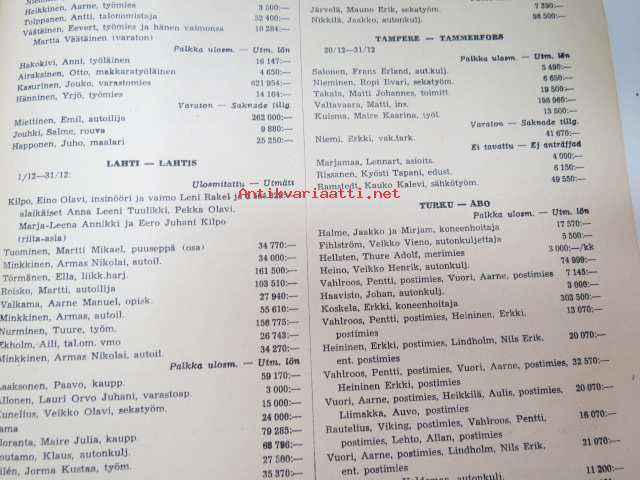 Heikkinen, Aarne, työmies 3 500:—
Tolppanen, Antti, talonomistaja 52 400:—
Väätäinen, Eevert, työmies ja hänen vaimonsa 10 284:—
Martta Väätäinen (varaton)
Palkka ulosm. — Utm. lön
Hakokivi, Anni, työläinen 16 147:—
Airaksinen, Otto, makkaratyöläinen 4 650:—
Kasurinen, Jouko, varastomies 621 954:—
Hänninen, Yrjö, työmies 14 164:—
Varaton — Saknade tillg.
Miettinen, Emil, autoilija 262 000:—
Jouhki, Salme, rouva 9 880:—
Happonen, Juho, maalari 25 250:—
LAHTI — LAHTIS
1/12—31/12:
Ulosmitattu — Utmätt
Kilpo, Eino Olavi, insinööri ja vaimo Leni Rakel ja
alaikäiset Anna Leeni Tuulikki, Pekka Olavi,
Marja-Leena Annikki ja Eero Juhani Kilpo
(riita-asia)
Tuominen, Martti Mikael, puuseppä (osa) 34 770:—
Minkkinen, Armas Nikolai, autoil. 34 000:—
Törmänen, Ella, liikk.harj. 161 500:—
Roisko, Martti, autoilija 103 510:—
Valkama, Aarne Manuel, opisk. 27 940:—
Minkkinen, Armas, autoil. 55 610:—
Nurminen, Tuure, työm. 156 775:—
Ekholm, Aili, tal.om. vmo 26 743:—
Minkkinen, Armas Nikolai, autoil. 34 270:—
Palkka ulosm. — Utm. lön
Laaksonen, Paavo, kaupp. 59 170:—
Allonen, Lauri Orvo Juhani, varastoap. 3 000:—
Kunelius, Veikko Olavi, sekatyöm. 15 000:—
Sama 24 000:—
Loranta, Maire Julia, kaupp. 79 285:—
Joutamo, Klaus, autonkulj. 68 796:—
ilén, Jorma Kustaa, työm. 27 500:—
35 370:—
Järvelä, Mauno Erik, sekatyöm. 7 390:—
Nikkilä, Jaakko, autonkulj. 98 500:—
TAMPERE — TAMMERFORS
20/12—31/12
Palkka ulosm. — Utm. lön
Salonen, Frans Erland, aut.kulj. 5 490:—
Nieminen, Ropi Eevari, sekatyöm. 6 650:—
Takala, Matti Johannes, toimitt. 19 500:—
Valtavaara, Matti, ins. 198 960:—
Kuisma, Maire Kaarina, työl. 13 500:—
Varaton — Saknade tillg.
Niemi, Erkki, vak.tark. 41 676:—
Ei tavattu — Ej anträffad
Marjamaa, Lennart, asioits. 4 000:—
Rissanen, Kyösti Tapani, edust. 6 150:—
Ramstedt, Kauko Kalevi, sähkötyöm. 49 550:—
Antikvariaatti.net
TURKU — ÅBO
Palkka ulosm. — Utm. lön
Halme, Jaakko ja Mirjam, koneenhoitaja 17 570:—
Fihlström, Veikko Vieno, autonkuljettaja 5 500:—
Hellsten, Thure Adolf, merimies 3 000:—/kk
Heino, Veikko Henrik, autonkulj. 74 999:—
Vahlroos, Pentti, postimies, Vuori, Aarne, postimies 7 145:—
Haavisto, Johan, autonkulj. 3 000:—
Koskela, Erkki, koneenhoitaja 303 500:—
Vahlroos, Pentti, postimies, Heininen, Erkki, 13 070:—
postimies
Heininen, Erkki, postimies, Lindholm, Nils Erik, 20 070:—
ent. postimies
Vahlroos, Pentti, postimies, Vuori, Aarne, postimies, 32 570:—
Heininen Erkki, postimies
Vuori, Aarne, postimies, Heikkilä, Aulis, postimies, 20 070:—
Liimakka, Auvo, postimies
Rautelius, Viking, postimies, Vahlroos, Pentti, 16 070:—
postimies, Lehto, Allan, postimies
Vuori, Aarne, postimies, Lindholm, Nils Erik, 21 070:—
ent. postimies
autonkulj. 11 200:—